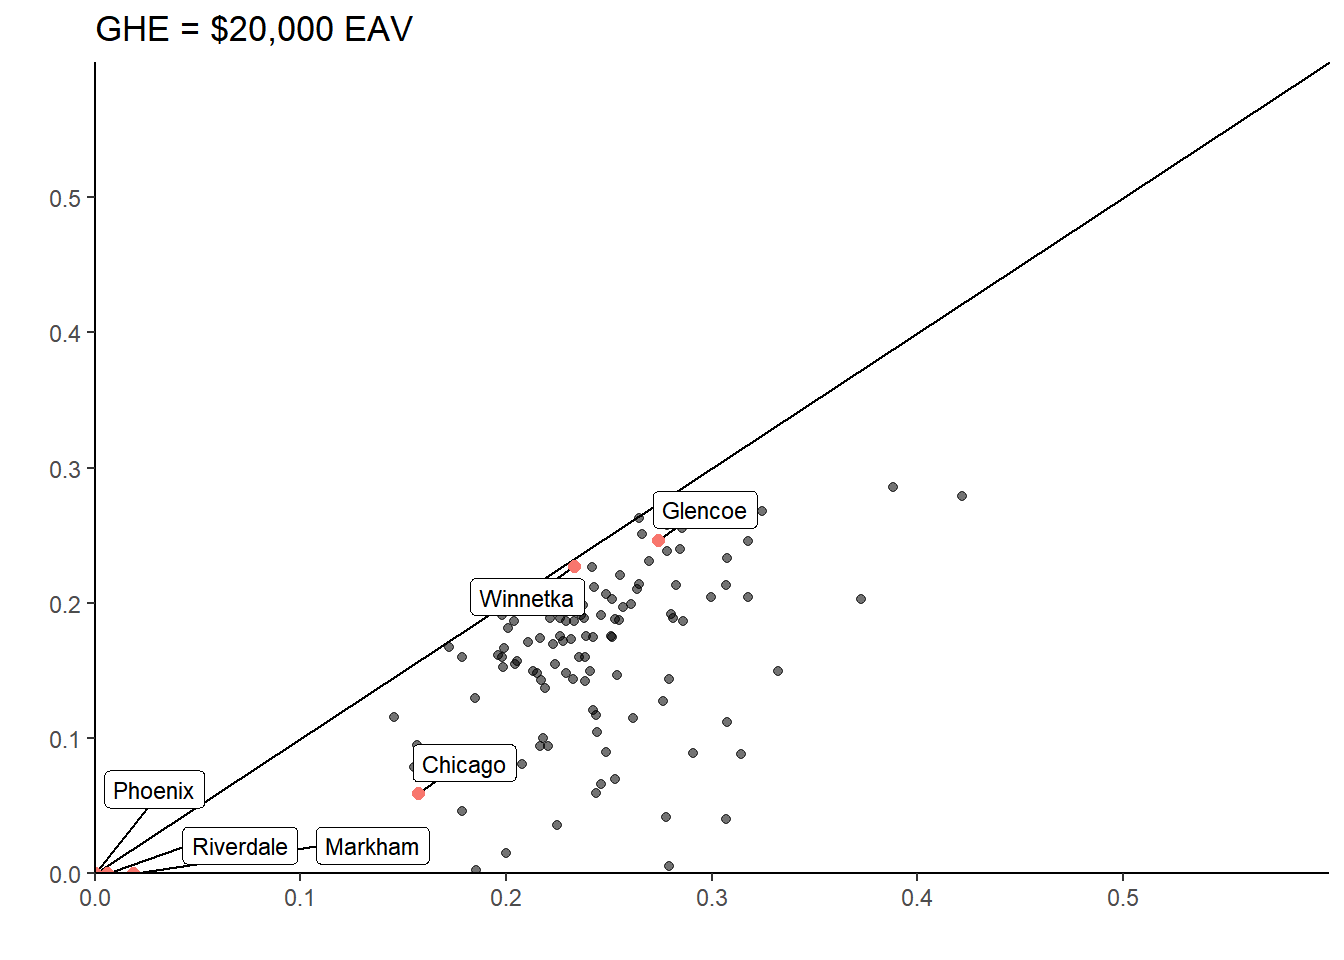 GHE = $20,000 EAV
0.5
0.4
0.3
Glencoe
0.2
Winnetka
0.1
Chicago
Phoenix
Riverdale
Markham
0.0
0.0 0.1 0.2 0.3 0.4 0.5